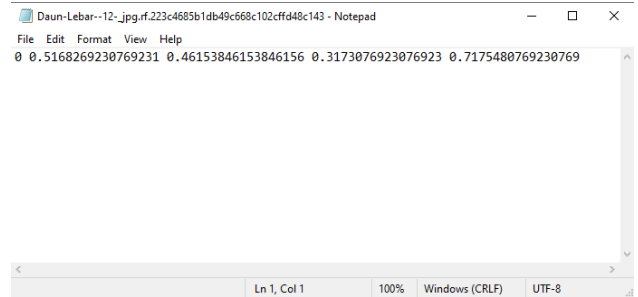 Daun-Lebar--12-_jpg.rf.223c4685b1db49c668c102cffd48c143 - Notepad
File Edit Format View Help
0 0.5168269230769231 0.46153846153846156 0.3173076923076923 0.7175480769230769
Ln 1, Col 1 100% Windows (CRLF) UTF-8